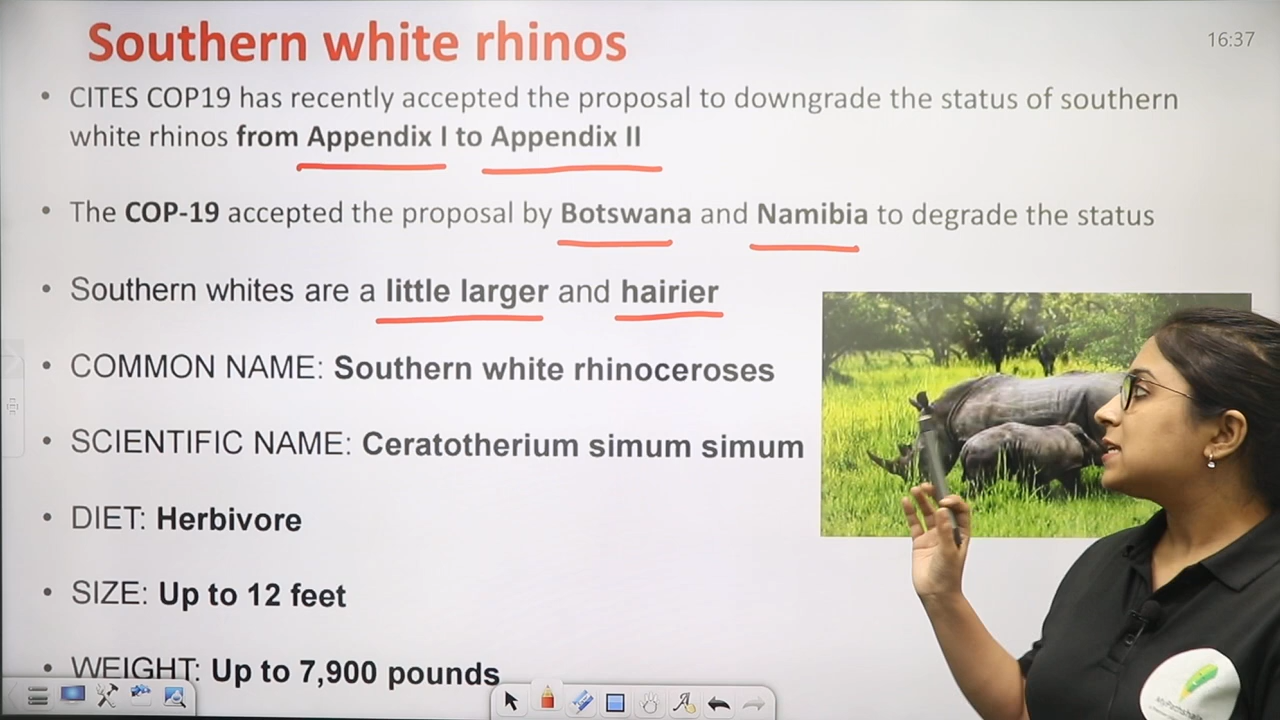 Southern white rhinos
16:37
• CITES COP19 has recently accepted the proposal to downgrade the status of southern
white rhinos from Appendix I to Appendix II
• The COP-19 accepted the proposal by Botswana and Namibia to degrade the status
• Southern whites are a little larger and hairier
• COMMON NAME: Southern white rhinoceroses
• SCIENTIFIC NAME: Ceratotherium simum simum
• DIET: Herbivore
• SIZE: Up to 12 feet
• WEIGHT: Up to 7,900 pounds